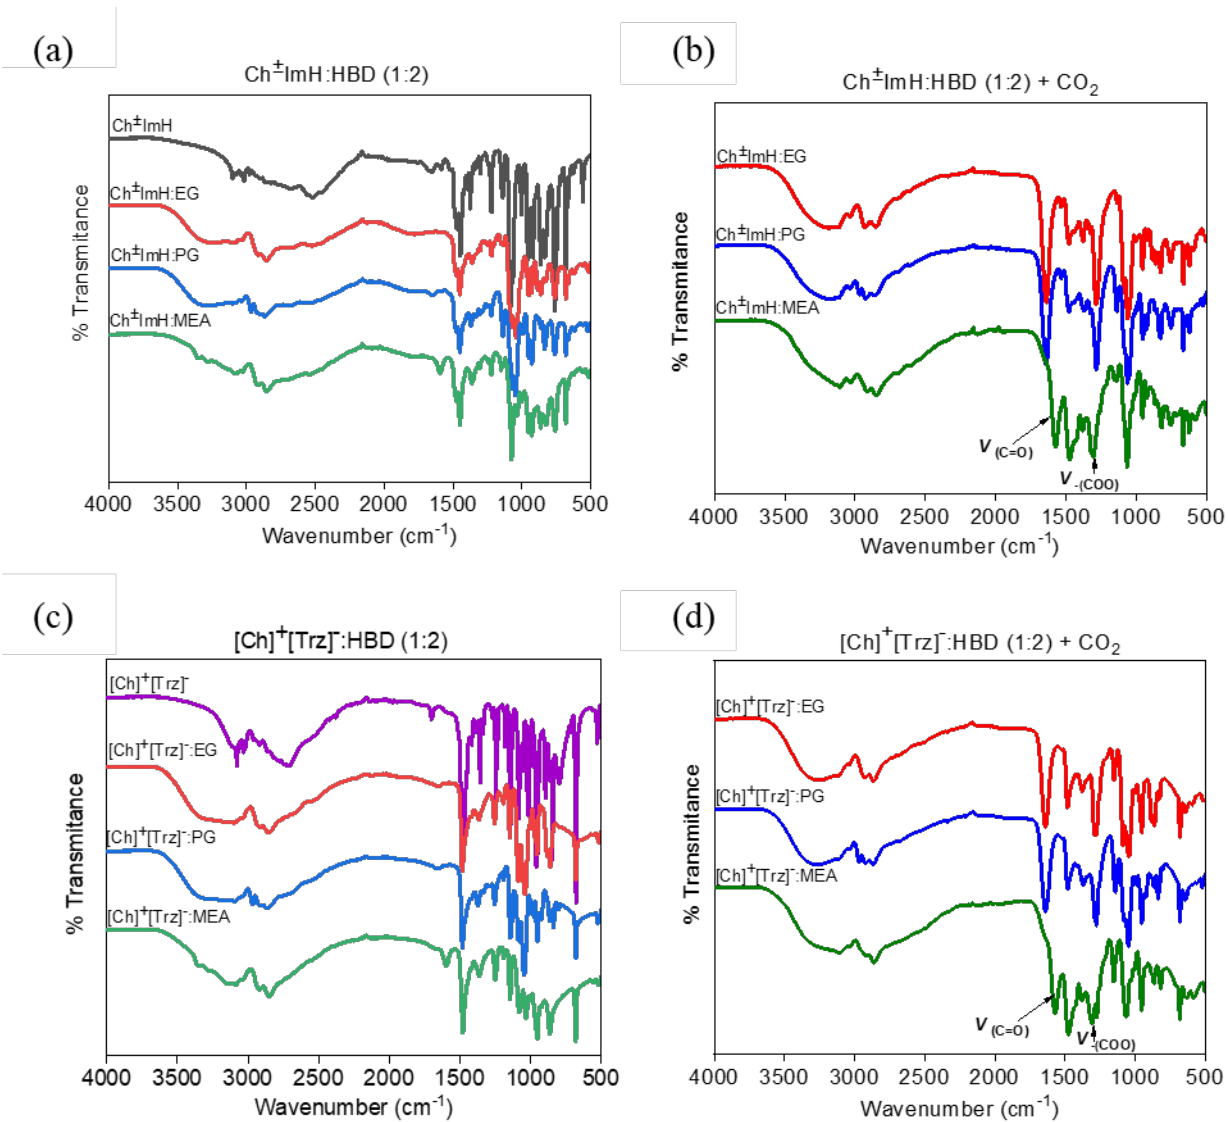 (a)
Ch±ImH:HBD (1:2)
Ch±ImH
Ch±ImH:EG
Ch±ImH:PG
Ch±ImH:MEA
% Transmitance
4000 3500 3000 2500 2000 1500 1000 500
Wavenumber (cm⁻¹)
(b)
Ch±ImH:HBD (1:2) + CO₂
Ch±ImH:EG
Ch±ImH:PG
Ch±ImH:MEA
V (C=O)
V -(COO)
% Transmitance
4000 3500 3000 2500 2000 1500 1000 500
Wavenumber (cm⁻¹)
(c)
[Ch]⁺[Trz]⁻:HBD (1:2)
[Ch]⁺[Trz]⁻
[Ch]⁺[Trz]⁻:EG
[Ch]⁺[Trz]⁻:PG
[Ch]⁺[Trz]⁻:MEA
% Transmitance
4000 3500 3000 2500 2000 1500 1000 500
Wavenumber (cm⁻¹)
(d)
[Ch]⁺[Trz]⁻:HBD (1:2) + CO₂
[Ch]⁺[Trz]⁻:EG
[Ch]⁺[Trz]⁻:PG
[Ch]⁺[Trz]⁻:MEA
V (C=O)
V -(COO)
% Transmitance
4000 3500 3000 2500 2000 1500 1000 500
Wavenumber (cm⁻¹)